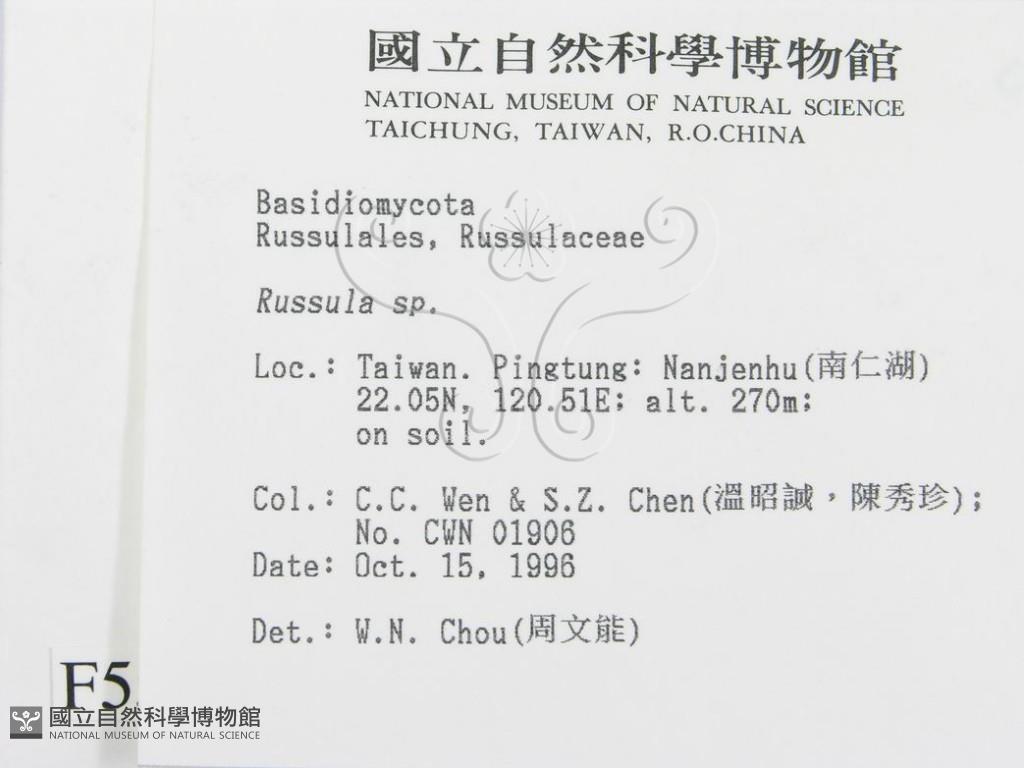 國立自然科學博物館
NATIONAL MUSEUM OF NATURAL SCIENCE
TAICHUNG, TAIWAN, R.O.CHINA
Basidiomycota
Russulales, Russulaceae
Russula sp.
Loc.: Taiwan. Pingtung: Nanjenhu(南仁湖)
22.05N, 120.51E; alt. 270m;
on soil.
Col.: C.C. Wen & S.Z. Chen(溫昭誠，陳秀珍);
No. CWN 01906
Date: Oct. 15, 1996
Det.: W.N. Chou(周文能)
F5
國立自然科學博物館
NATIONAL MUSEUM OF NATURAL SCIENCE